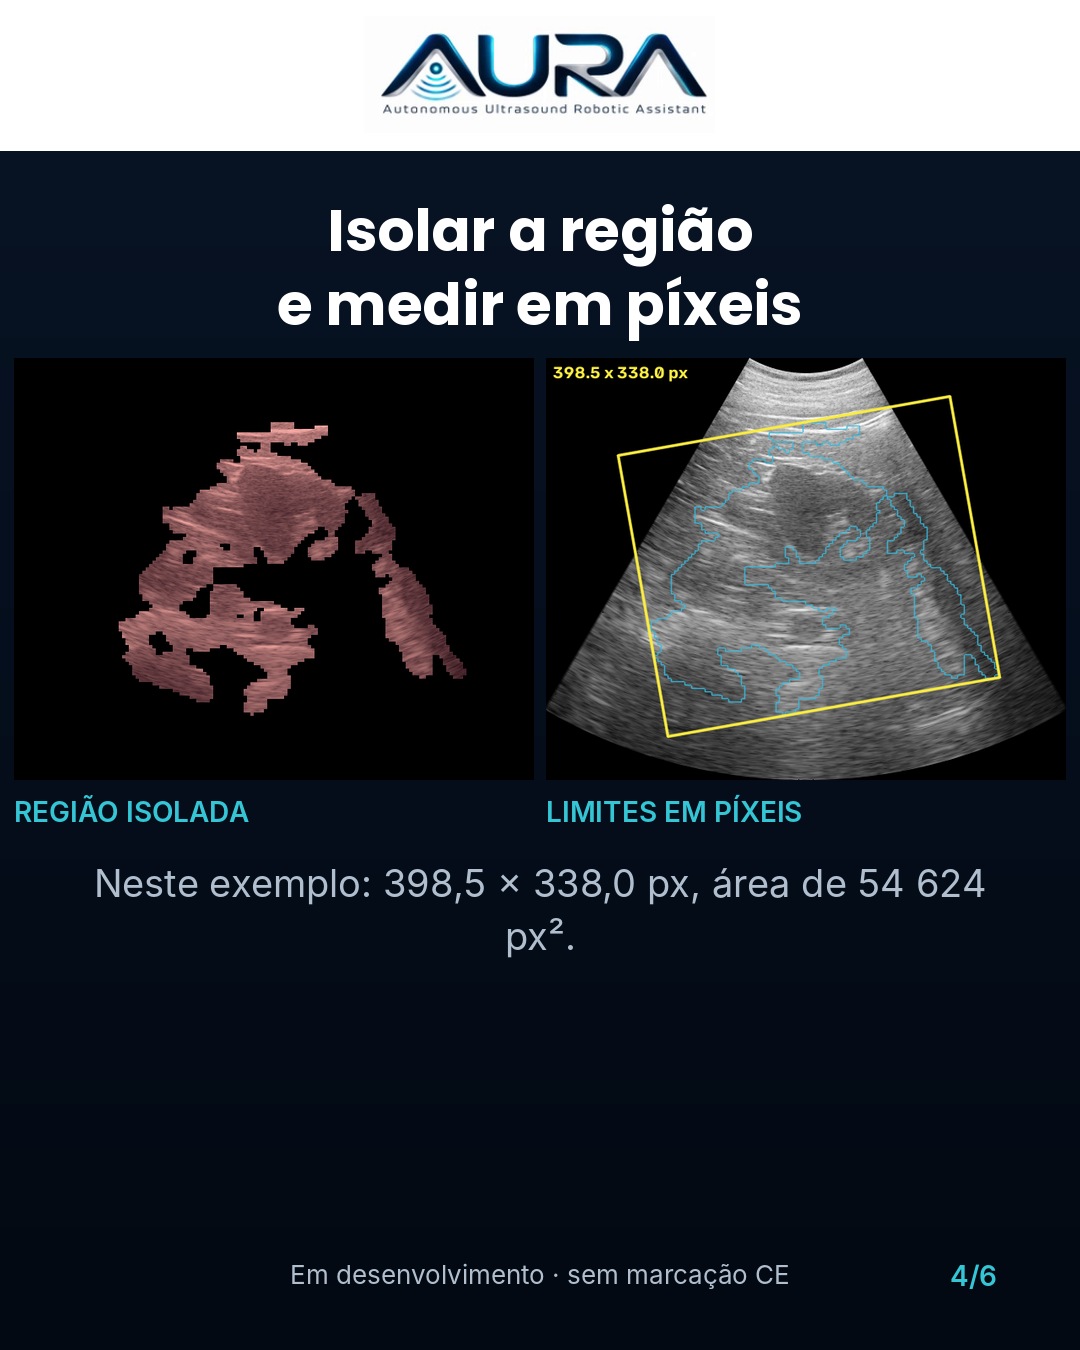 AURA
Autonomous Ultrasound Robotic Assistant
Isolar a região
e medir em píxeis
398.5 x 338.0 px
REGIÃO ISOLADA
LIMITES EM PÍXEIS
Neste exemplo: 398,5 × 338,0 px, área de 54 624
px².
Em desenvolvimento · sem marcação CE
4/6